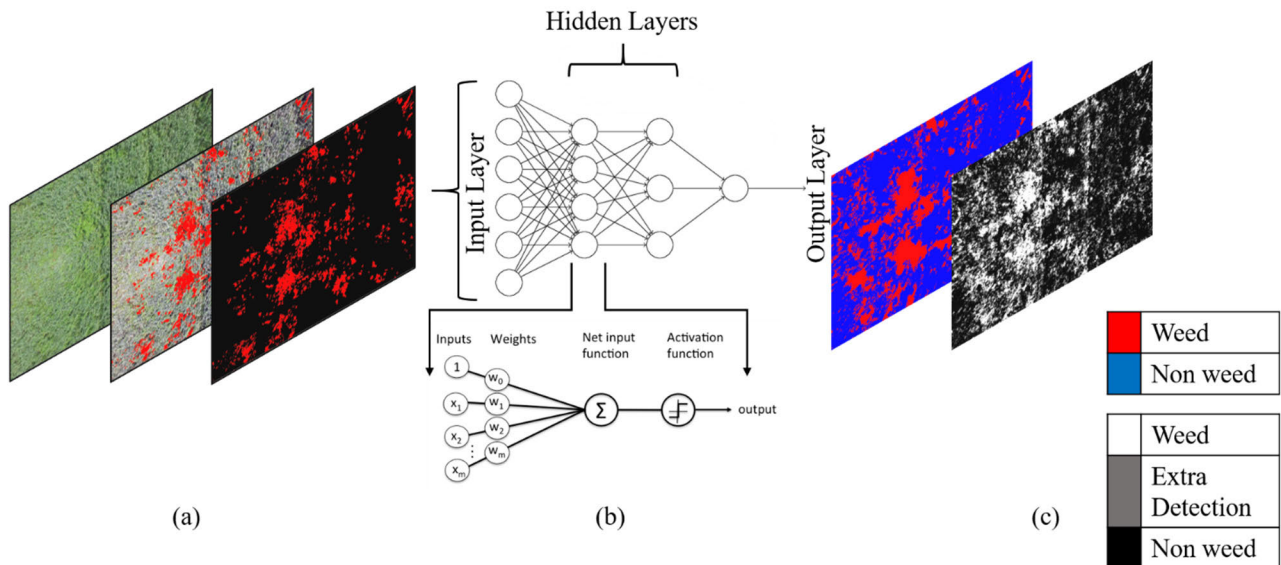 Hidden Layers
Input Layer
Output Layer
Inputs
Weights
Net input
function
Activation
function
1
w₀
x₁
w₁
x₂
w₂
⋮
xₘ
wₘ
Σ
output
Weed
Non weed
Weed
Extra
Detection
Non weed
(a)
(b)
(c)